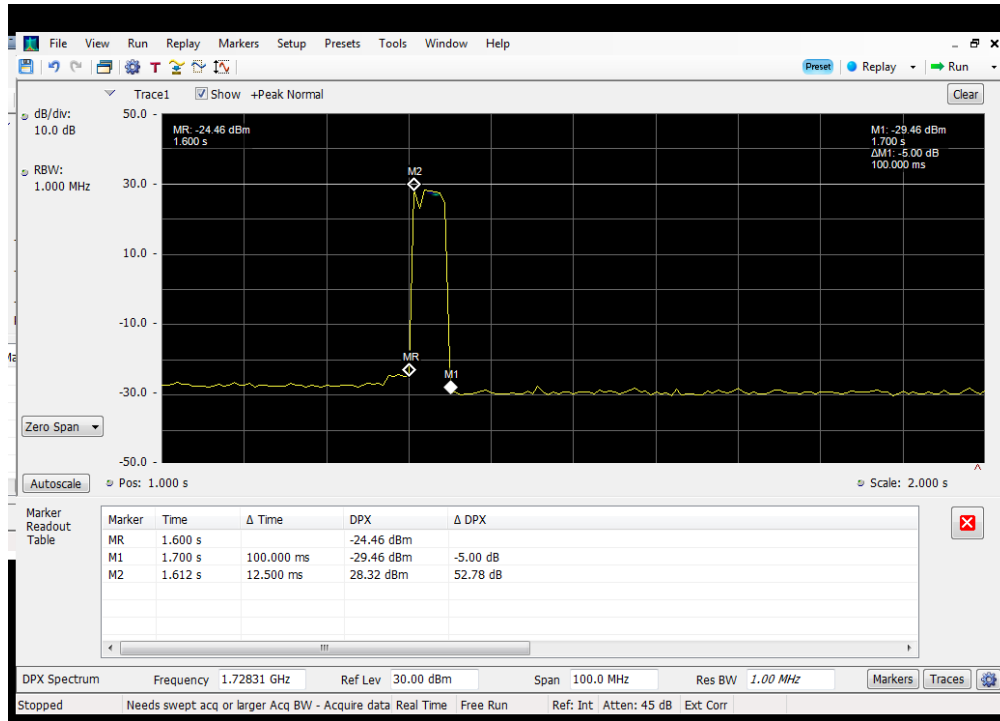 File View Run Replay Markers Setup Presets Tools Window Help
T Preset Replay Run
Trace1 Show +Peak Normal Clear
dB/div:
10.0 dB
RBW:
1.000 MHz
50.0
30.0
10.0
-10.0
-30.0
-50.0
MR: -24.46 dBm
1.600 s
M1: -29.46 dBm
1.700 s
ΔM1: -5.00 dB
100.000 ms
M2
MR
M1
Zero Span
Autoscale Pos: 1.000 s Scale: 2.000 s
Marker
Readout
Table
Marker Time Δ Time DPX Δ DPX
MR 1.600 s -24.46 dBm
M1 1.700 s 100.000 ms -29.46 dBm -5.00 dB
M2 1.612 s 12.500 ms 28.32 dBm 52.78 dB
DPX Spectrum Frequency 1.72831 GHz Ref Lev 30.00 dBm Span 100.0 MHz Res BW 1.00 MHz Markers Traces
Stopped Needs swept acq or larger Acq BW - Acquire data Real Time Free Run Ref: Int Atten: 45 dB Ext Corr